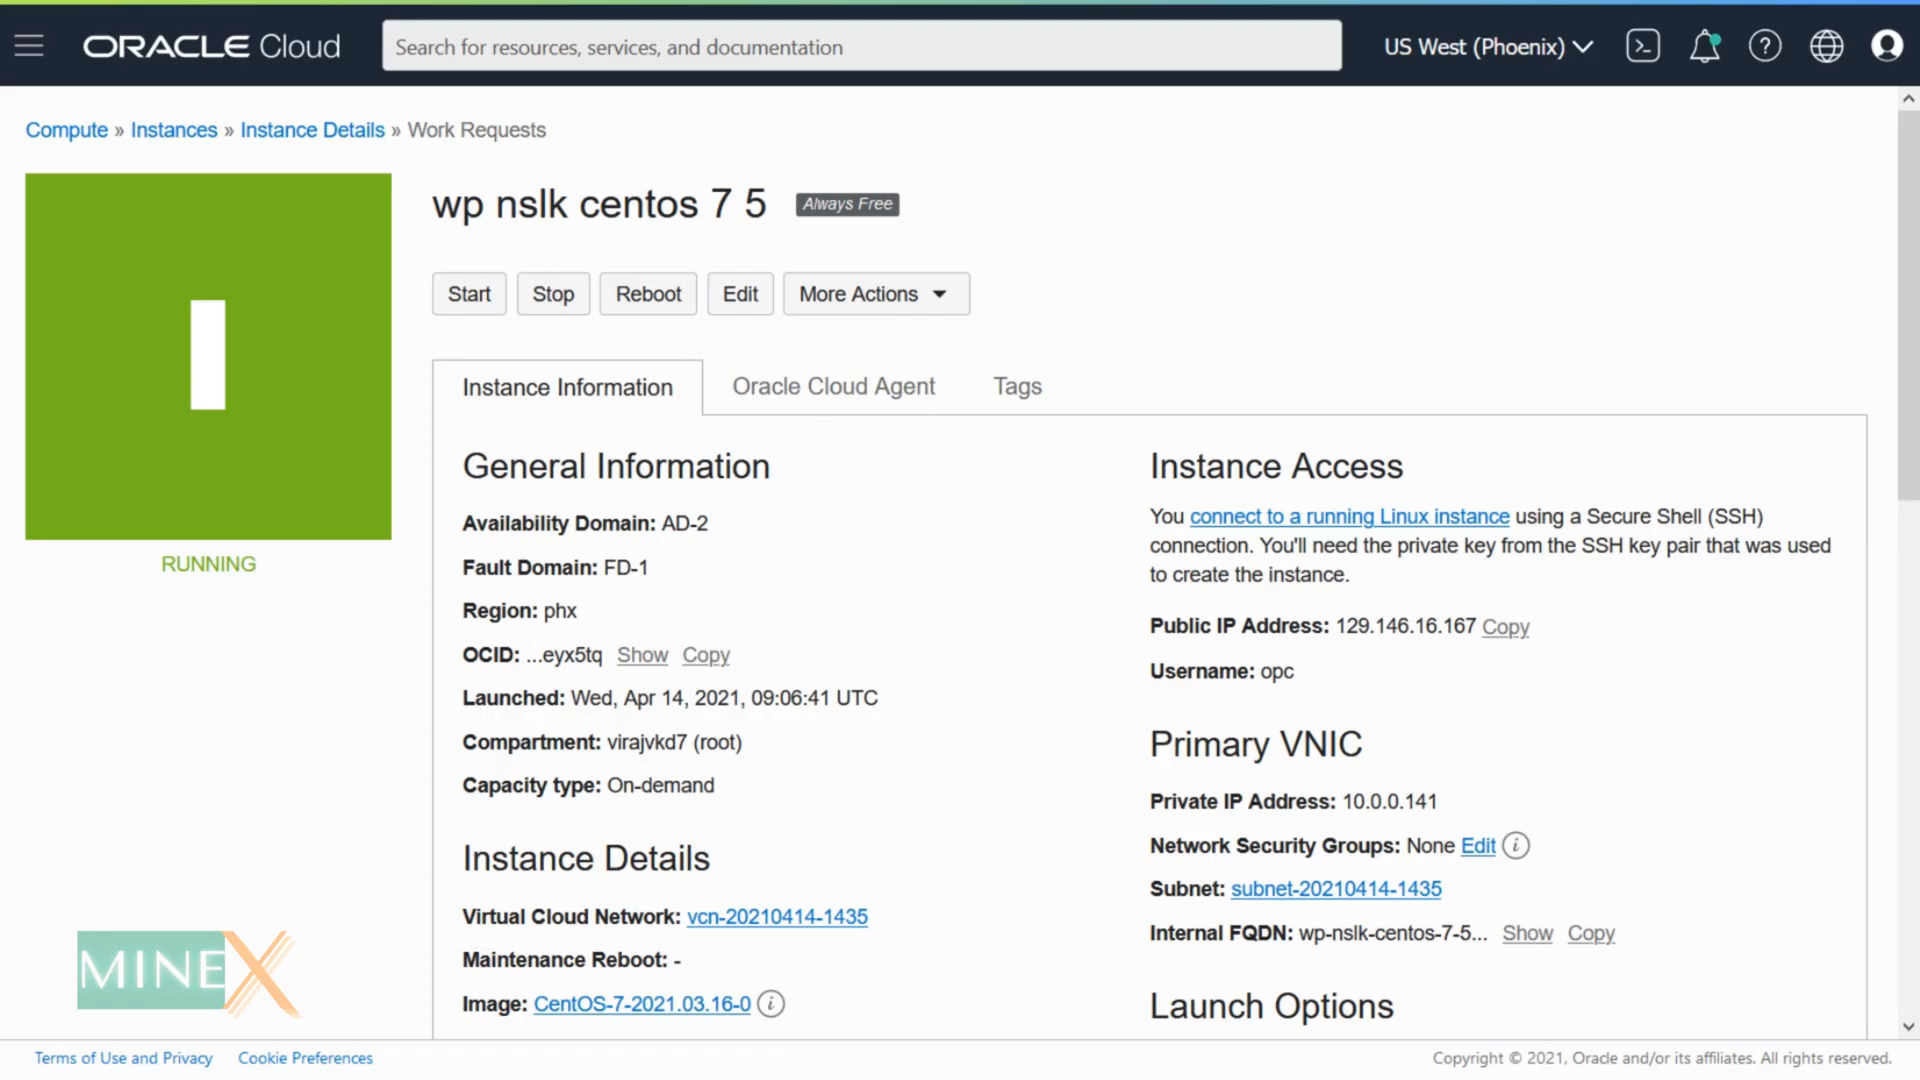 ORACLE Cloud
Search for resources, services, and documentation
US West (Phoenix)
Compute » Instances » Instance Details » Work Requests
wp nslk centos 7 5
Always Free
Start
Stop
Reboot
Edit
More Actions
RUNNING
Instance Information
Oracle Cloud Agent
Tags
General Information
Availability Domain: AD-2
Fault Domain: FD-1
Region: phx
OCID: ...eyx5tq Show Copy
Launched: Wed, Apr 14, 2021, 09:06:41 UTC
Compartment: virajvkd7 (root)
Capacity type: On-demand
Instance Details
Virtual Cloud Network: vcn-20210414-1435
Maintenance Reboot: -
Image: CentOS-7-2021.03.16-0
Instance Access
You connect to a running Linux instance using a Secure Shell (SSH)
connection. You'll need the private key from the SSH key pair that was used
to create the instance.
Public IP Address: 129.146.16.167 Copy
Username: opc
Primary VNIC
Private IP Address: 10.0.0.141
Network Security Groups: None Edit
Subnet: subnet-20210414-1435
Internal FQDN: wp-nslk-centos-7-5... Show Copy
Launch Options
MINEX
Terms of Use and Privacy
Cookie Preferences
Copyright © 2021, Oracle and/or its affiliates. All rights reserved.